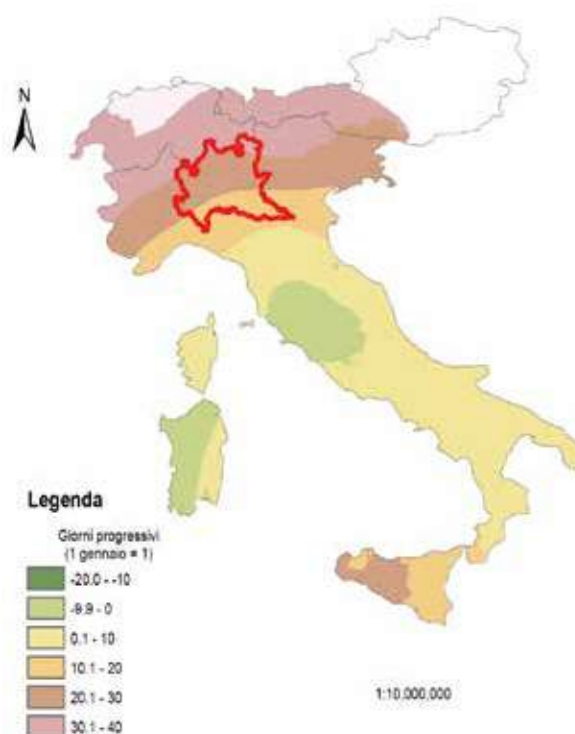 N
Legenda
Giorni progressivi
(1 gennaio = 1)
-20.0 - -10
-9.9 - 0
0.1 - 10
10.1 - 20
20.1 - 30
30.1 - 40
1:10,000,000